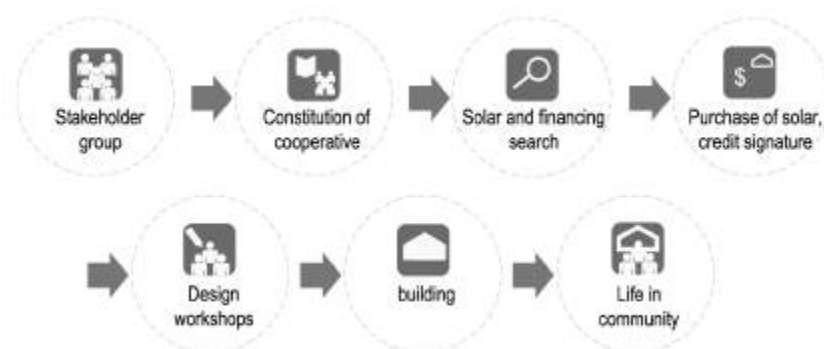 Stakeholder
group
Constitution of
cooperative
Solar and financing
search
$
Purchase of solar,
credit signature
Design
workshops
building
Life in
community